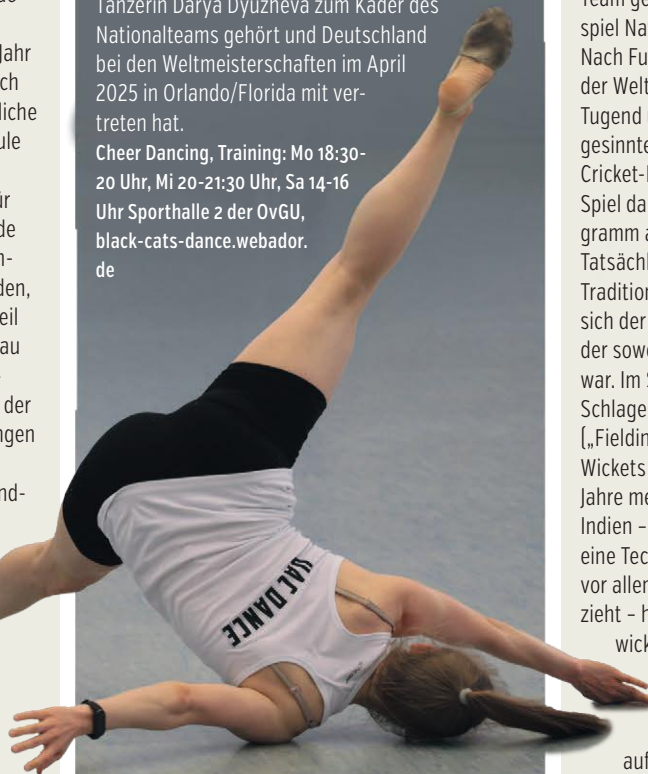 Jahr
ch
liche
ule
de
n-
den,
eil
au
der
ngen
nd-
Tänzerin Darya Dyuzheva zum Kader des
Nationalteams gehört und Deutschland
bei den Weltmeisterschaften im April
2025 in Orlando/Florida mit ver-
treten hat.
Cheer Dancing, Training: Mo 18:30-
20 Uhr, Mi 20-21:30 Uhr, Sa 14-16
Uhr Sporthalle 2 der OvGU,
black-cats-dance.webador.
de
DANCE
Team ge
spiel Na
Nach Fu
der Welt
Tugend
gesinnte
Cricket-
Spiel da
gramm a
Tatsächl
Tradition
sich der
der sowe
war. Im
Schlage
(„Fieldin
Wickets
Jahre me
Indien –
eine Tec
vor aller
zieht – h
wick
auf